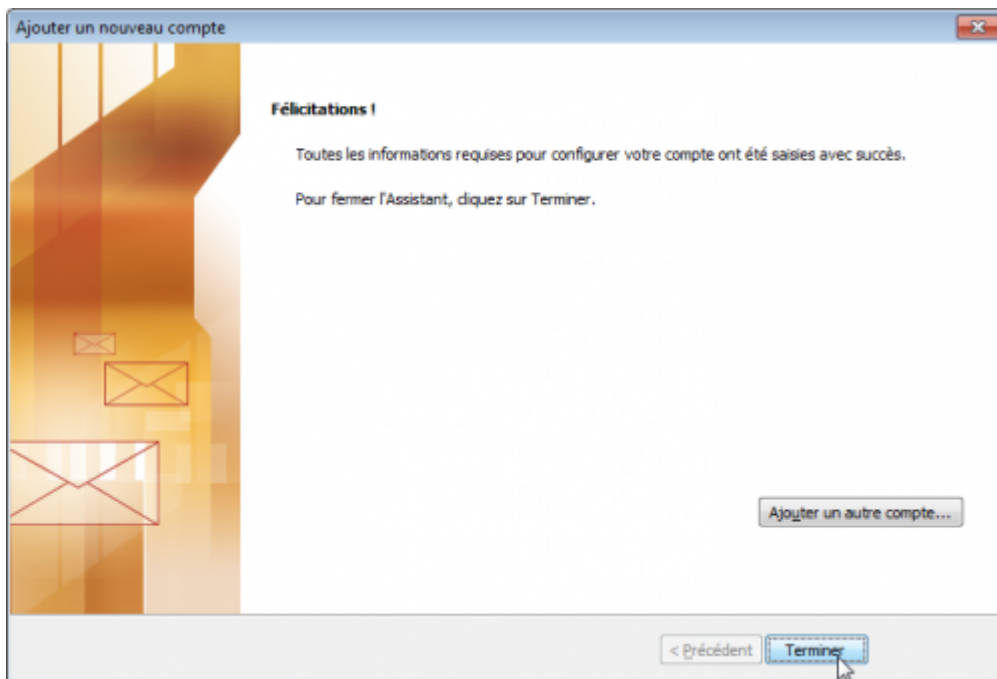 Ajouter un nouveau compte
Félicitations !
Toutes les informations requises pour configurer votre compte ont été saisies avec succès.
Pour fermer l'Assistant, cliquez sur Terminer.
Ajouter un autre compte...
< Précédent
Terminer